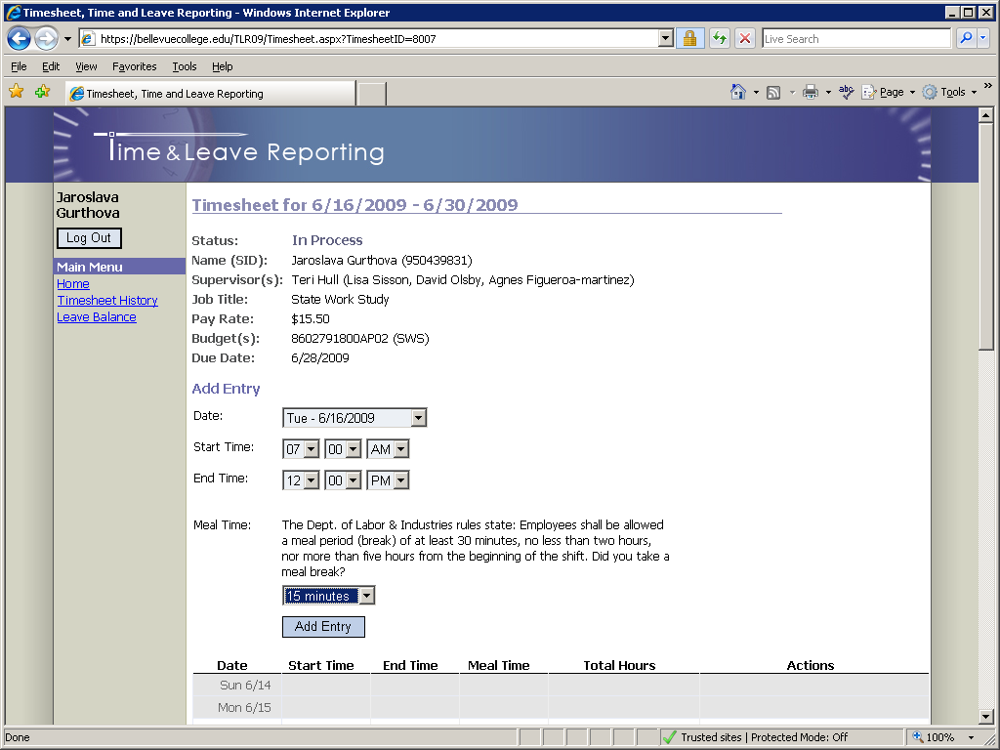 Timesheet, Time and Leave Reporting - Windows Internet Explorer
https://bellevuecollege.edu/TLR09/Timesheet.aspx?TimesheetID=8007
Live Search
File Edit View Favorites Tools Help
Timesheet, Time and Leave Reporting
abc Page Tools »
Time & Leave Reporting
Jaroslava
Gurthova
Log Out
Main Menu
Home
Timesheet History
Leave Balance
Timesheet for 6/16/2009 - 6/30/2009
Status: In Process
Name (SID): Jaroslava Gurthova (950439831)
Supervisor(s): Teri Hull (Lisa Sisson, David Olsby, Agnes Figueroa-martinez)
Job Title: State Work Study
Pay Rate: $15.50
Budget(s): 8602791800AP02 (SWS)
Due Date: 6/28/2009
Add Entry
Date: Tue - 6/16/2009
Start Time: 07 00 AM
End Time: 12 00 PM
Meal Time: The Dept. of Labor & Industries rules state: Employees shall be allowed
a meal period (break) of at least 30 minutes, no less than two hours,
nor more than five hours from the beginning of the shift. Did you take a
meal break?
15 minutes
Add Entry
Date Start Time End Time Meal Time Total Hours Actions
Sun 6/14
Mon 6/15
Done Trusted sites | Protected Mode: Off 100%